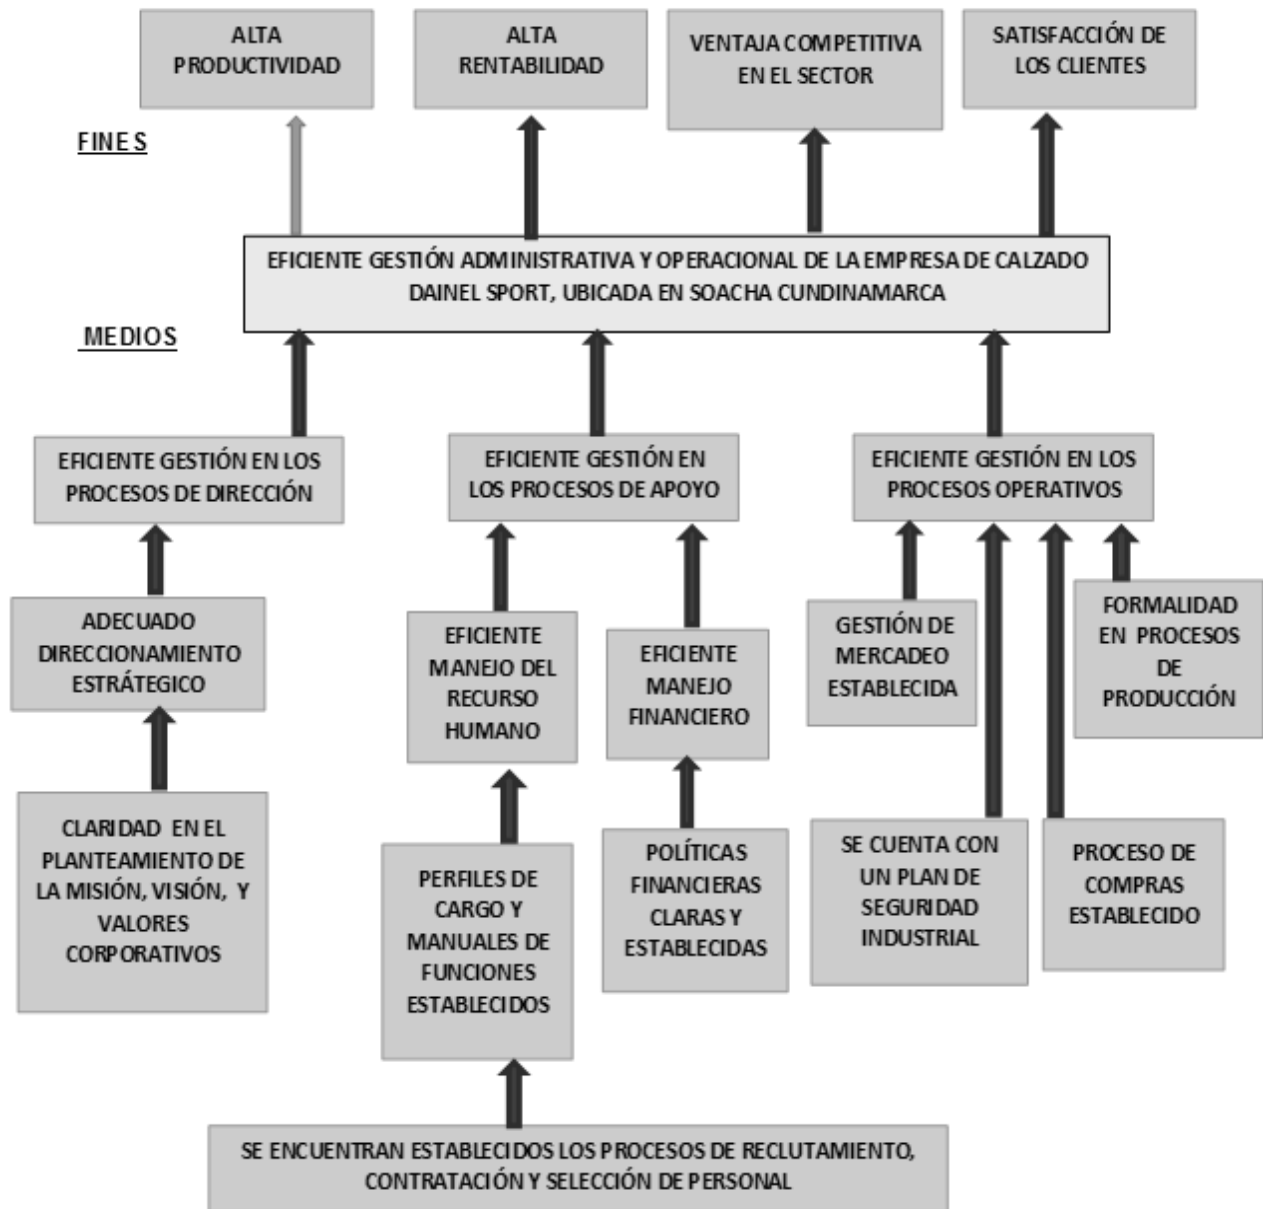 ALTA
PRODUCTIVIDAD
ALTA
RENTABILIDAD
VENTAJA COMPETITIVA
EN EL SECTOR
SATISFACCIÓN DE
LOS CLIENTES
FINES
EFICIENTE GESTIÓN ADMINISTRATIVA Y OPERACIONAL DE LA EMPRESA DE CALZADO
DAINEL SPORT, UBICADA EN SOACHA CUNDINAMARCA
MEDIOS
EFICIENTE GESTIÓN EN LOS
PROCESOS DE DIRECCIÓN
EFICIENTE GESTIÓN EN
LOS PROCESOS DE APOYO
EFICIENTE GESTIÓN EN LOS
PROCESOS OPERATIVOS
ADECUADO
DIRECCIONAMIENTO
ESTRÁTEGICO
EFICIENTE
MANEJO DEL
RECURSO
HUMANO
EFICIENTE
MANEJO
FINANCIERO
GESTIÓN DE
MERCADEO
ESTABLECIDA
FORMALIDAD
EN PROCESOS
DE
PRODUCCIÓN
CLARIDAD EN EL
PLANTEAMIENTO DE
LA MISIÓN, VISIÓN, Y
VALORES
CORPORATIVOS
PERFILES DE
CARGO Y
MANUALES DE
FUNCIONES
ESTABLECIDOS
POLÍTICAS
FINANCIERAS
CLARAS Y
ESTABLECIDAS
SE CUENTA CON
UN PLAN DE
SEGURIDAD
INDUSTRIAL
PROCESO DE
COMPRAS
ESTABLECIDO
SE ENCUENTRAN ESTABLECIDOS LOS PROCESOS DE RECLUTAMIENTO,
CONTRATACIÓN Y SELECCIÓN DE PERSONAL